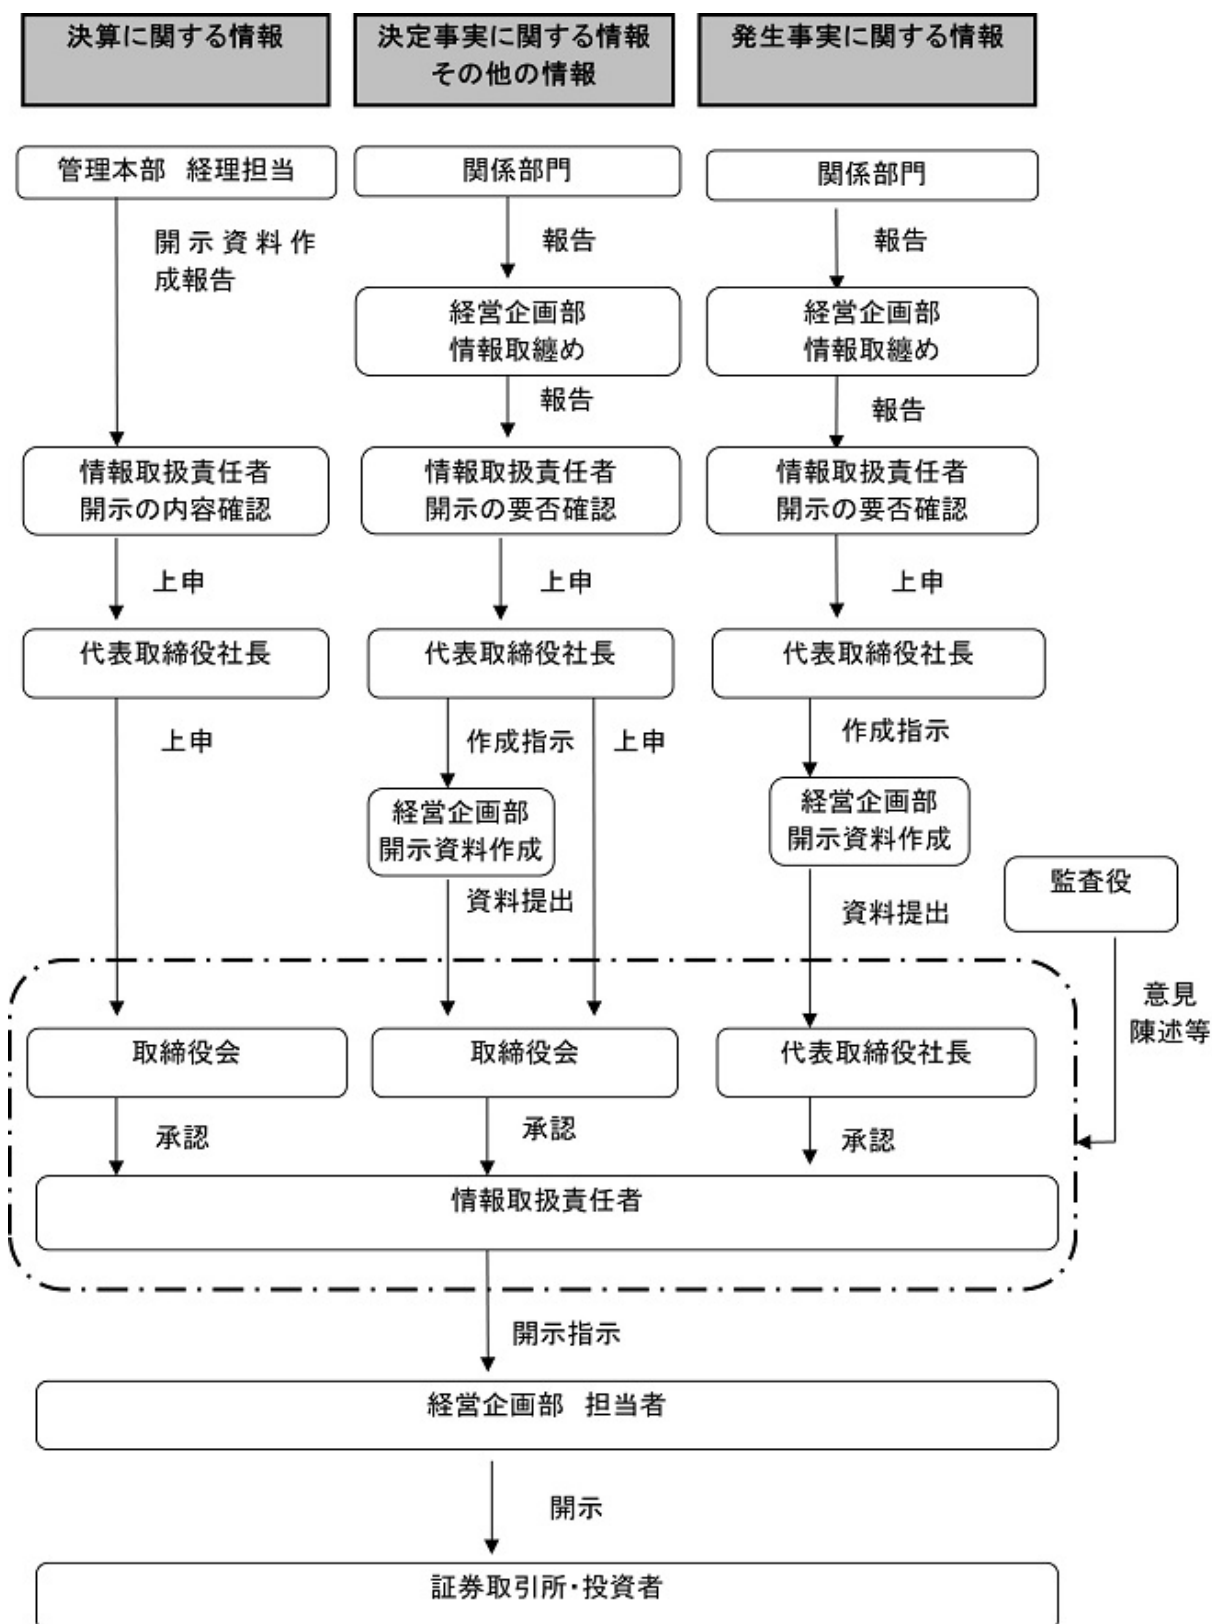 決算に関する情報
決定事実に関する情報
その他の情報
発生事実に関する情報
管理本部 経理担当
関係部門
関係部門
開示資料作
成報告
報告
報告
経営企画部
情報取纏め
経営企画部
情報取纏め
報告
報告
情報取扱責任者
開示の内容確認
情報取扱責任者
開示の要否確認
情報取扱責任者
開示の要否確認
上申
上申
上申
代表取締役社長
代表取締役社長
代表取締役社長
上申
作成指示
上申
作成指示
経営企画部
開示資料作成
経営企画部
開示資料作成
資料提出
資料提出
監査役
意見
陳述等
取締役会
取締役会
代表取締役社長
承認
承認
承認
情報取扱責任者
開示指示
経営企画部 担当者
開示
証券取引所・投資者